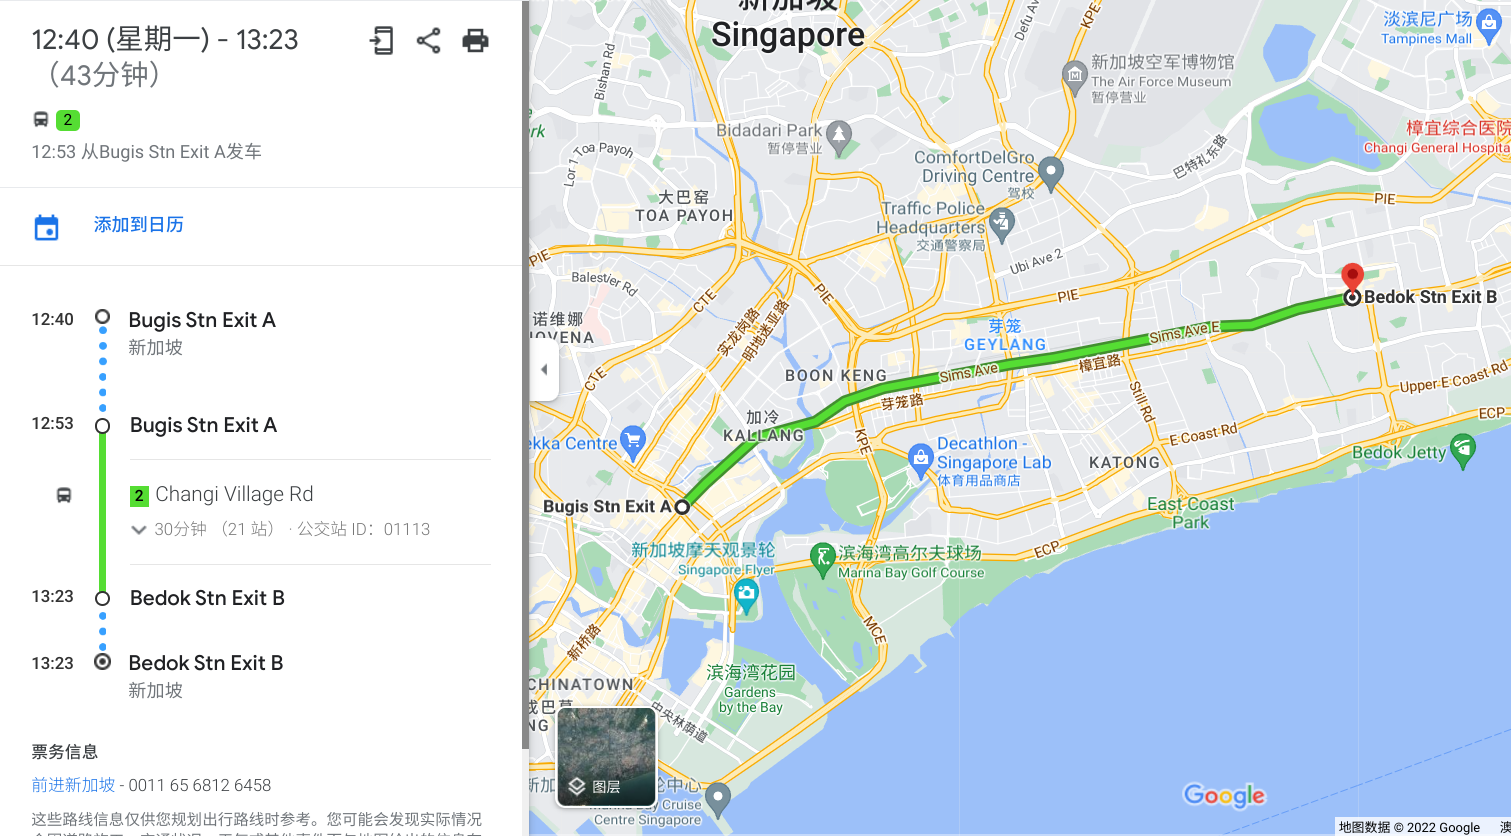 12:40 (星期一) - 13:23
（43分钟）
2
12:53 从Bugis Stn Exit A发车
添加到日历
12:40
Bugis Stn Exit A
新加坡
12:53
Bugis Stn Exit A
2 Changi Village Rd
30分钟 （21 站） · 公交站 ID：01113
13:23
Bedok Stn Exit B
13:23
Bedok Stn Exit B
新加坡
票务信息
前进新加坡 - 0011 65 6812 6458
这些路线信息仅供您规划出行路线时参考。您可能会发现实际情况
新加坡
Singapore
Defu Av
KPE
淡滨尼广场
Tampines Mall
Bishan Rd
新加坡空军博物馆
The Air Force Museum
暂停营业
rk
Bidadari Park
暂停营业
樟宜综合医院
Changi General Hospita
Lor 1 Toa Payoh
ComfortDelGro
Driving Centre
驾校
巴特礼东路
大巴窑
TOA PAYOH
Traffic Police
Headquarters
交通警察局
PIE
PIE
Ubi Ave 2
Balestier Rd
CTE
PIE
PIE
Bedok Stn Exit B
诺维娜
OVENA
实龙岗路
明地迷亚路
芽笼
GEYLANG
Sims Ave E
CTE
BOON KENG
Sims Ave
樟宜路
Upper E Coast Rd
芽笼路
Still Rd
加冷
KALLANG
ECP
KPE
E Coast Rd
ekka Centre
Decathlon -
Singapore Lab
体育用品商店
KATONG
Bedok Jetty
Bugis Stn Exit A
East Coast
Park
新加坡摩天观景轮
Singapore Flyer
滨海湾高尔夫球场
Marina Bay Golf Course
ECP
新桥路
MCE
滨海湾花园
Gardens
by the Bay
CHINATOWN
中央林荫道
NG
图层
新加
轮中心
Marina Bay Cruise
Centre Singapore
Google
地图数据 © 2022 Google
澳